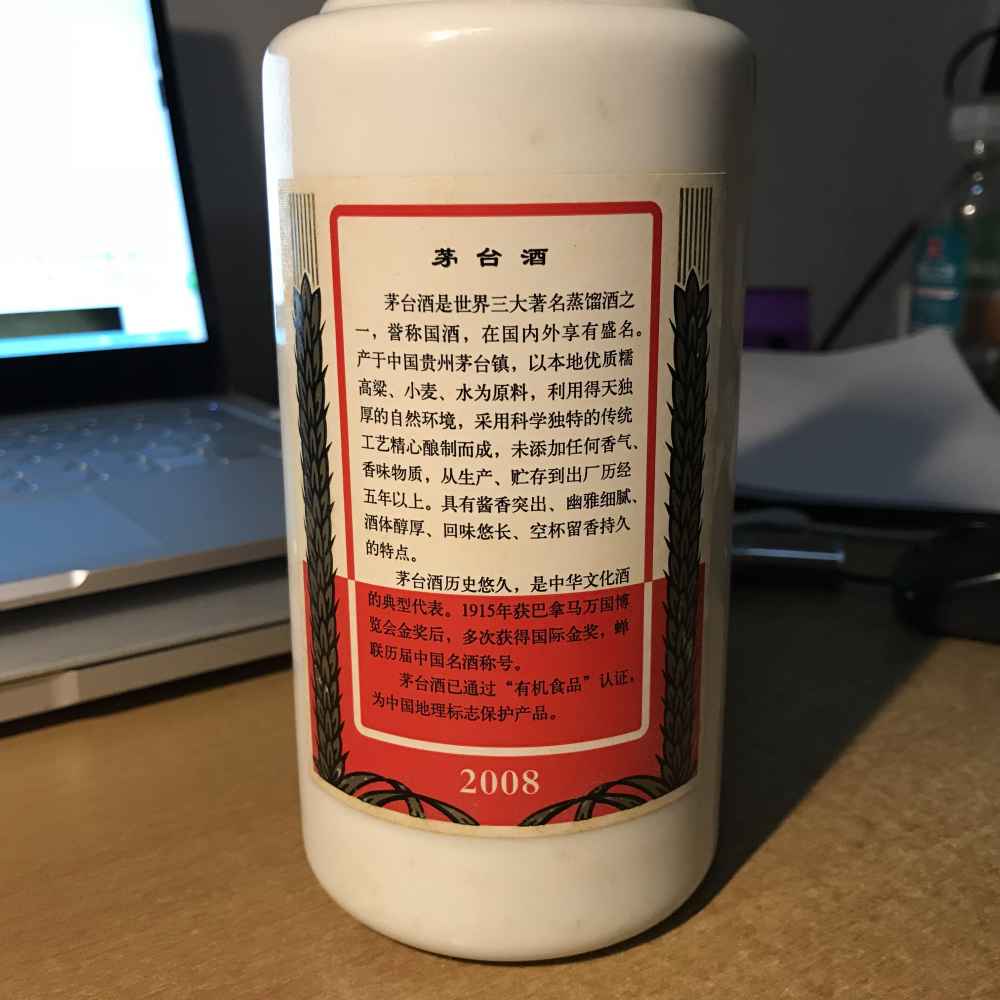 茅台酒
茅台酒是世界三大著名蒸馏酒之
一，誉称国酒，在国内外享有盛名。
产于中国贵州茅台镇，以本地优质糯
高粱、小麦、水为原料，利用得天独
厚的自然环境，采用科学独特的传统
工艺精心酿制而成，未添加任何香气、
香味物质，从生产、贮存到出厂历经
五年以上。具有酱香突出、幽雅细腻、
酒体醇厚、回味悠长、空杯留香持久
的特点。
茅台酒历史悠久，是中华文化酒
的典型代表。1915年获巴拿马万国博
览会金奖后，多次获得国际金奖，蝉
联历届中国名酒称号。
茅台酒已通过“有机食品”认证，
为中国地理标志保护产品。
2008